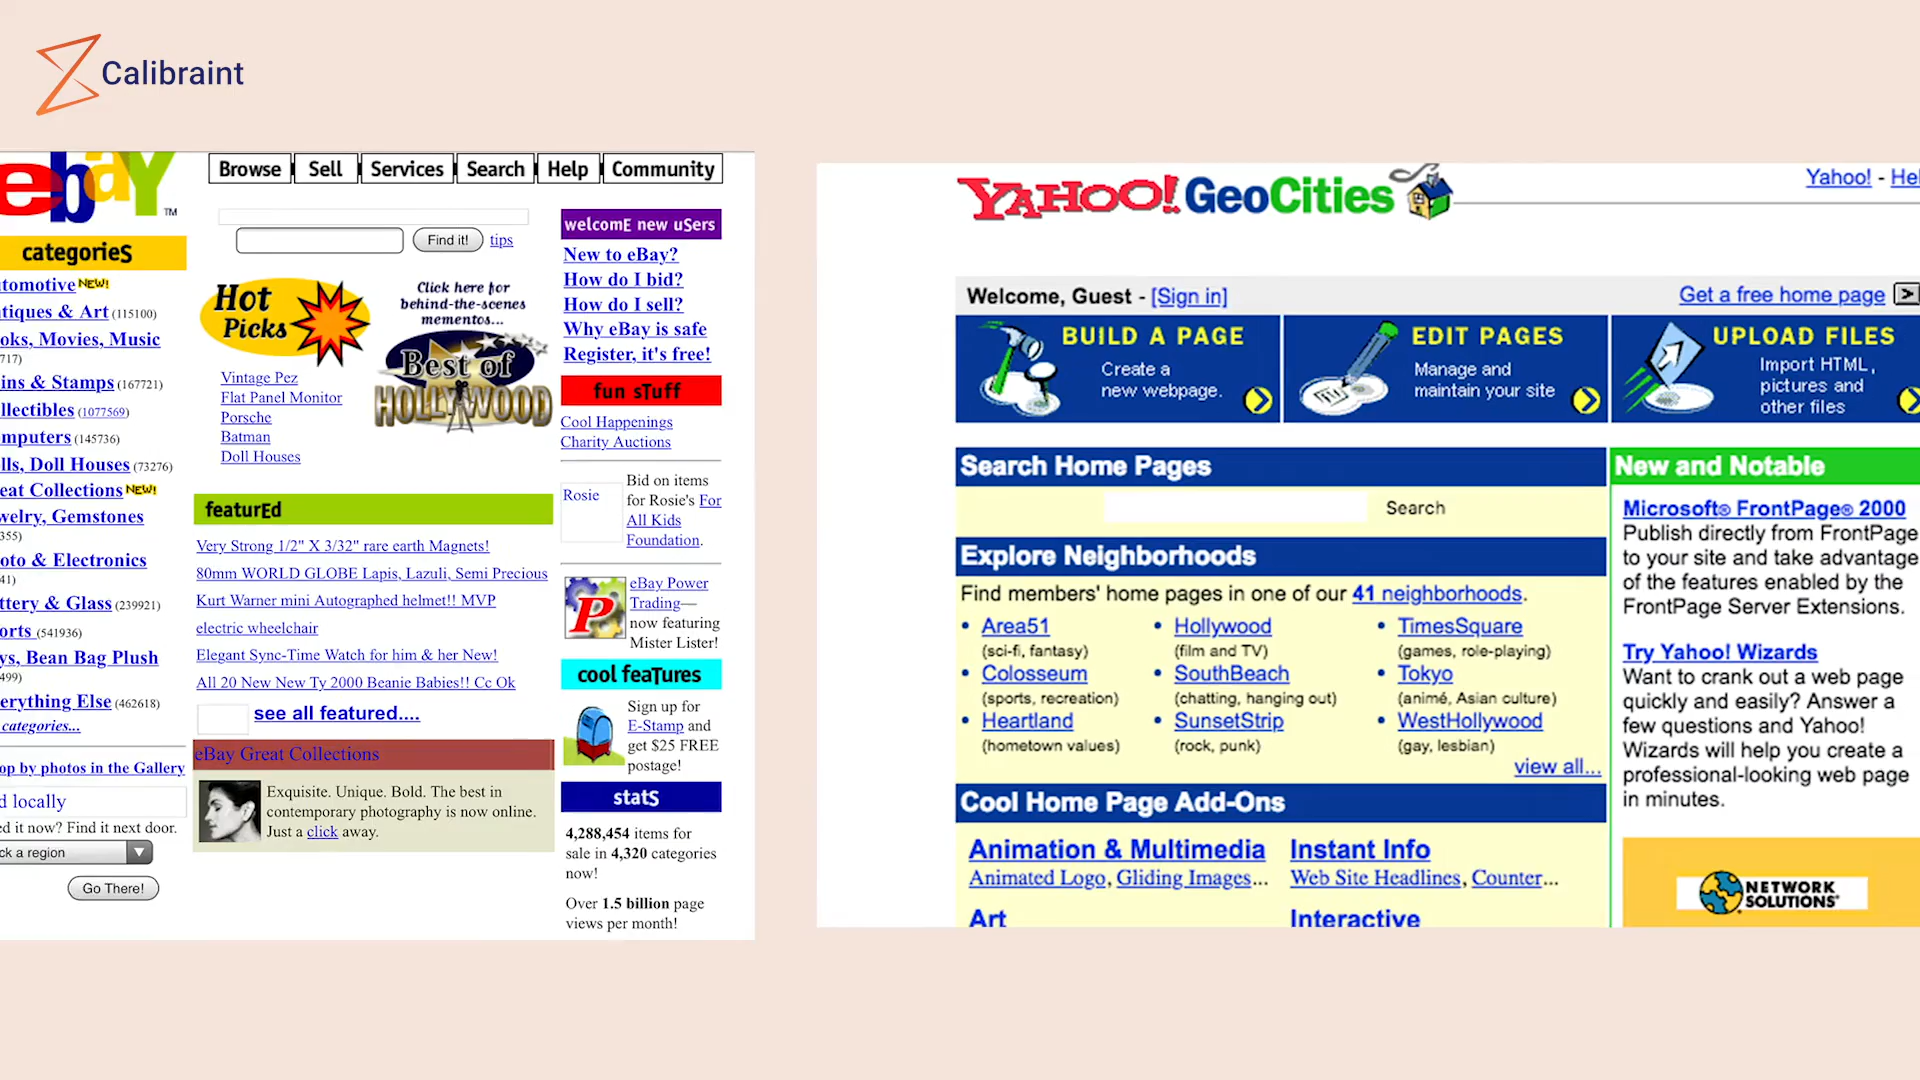 Calibraint
ebaY™
Browse Sell Services Search Help Community
categorieS
tomotive NEW!
tiques & Art (115100)
oks, Movies, Music
717)
ins & Stamps (167721)
llectibles (1077569)
mputers (145736)
lls, Doll Houses (73276)
eat Collections NEW!
welry, Gemstones
355)
oto & Electronics
41)
ttery & Glass (239921)
orts (541936)
ys, Bean Bag Plush
499)
erything Else (462618)
categories...
op by photos in the Gallery
d locally
ed it now? Find it next door.
ck a region
Go There!
Find it! tips
Hot
Picks
Vintage Pez
Flat Panel Monitor
Porsche
Batman
Doll Houses
Click here for
behind-the-scenes
mementos...
Best of
HOLLYWOOD
featurEd
Very Strong 1/2" X 3/32" rare earth Magnets!
80mm WORLD GLOBE Lapis, Lazuli, Semi Precious
Kurt Warner mini Autographed helmet!! MVP
electric wheelchair
Elegant Sync-Time Watch for him & her New!
All 20 New New Ty 2000 Beanie Babies!! Cc Ok
see all featured....
eBay Great Collections
Exquisite. Unique. Bold. The best in
contemporary photography is now online.
Just a click away.
welcomE new uSers
New to eBay?
How do I bid?
How do I sell?
Why eBay is safe
Register, it's free!
fun sTuff
Cool Happenings
Charity Auctions
Rosie
Bid on items
for Rosie's For
All Kids
Foundation.
P
eBay Power
Trading—
now featuring
Mister Lister!
cool feaTures
Sign up for
E-Stamp and
get $25 FREE
postage!
statS
4,288,454 items for
sale in 4,320 categories
now!
Over 1.5 billion page
views per month!
YAHOO! GeoCities
Yahoo! - Hel
Welcome, Guest - [Sign in]
Get a free home page >
BUILD A PAGE
Create a
new webpage.
EDIT PAGES
Manage and
maintain your site
UPLOAD FILES
Import HTML,
pictures and
other files
Search Home Pages
Search
Explore Neighborhoods
Find members' home pages in one of our 41 neighborhoods.
• Area51
(sci-fi, fantasy)
• Hollywood
(film and TV)
• TimesSquare
(games, role-playing)
• Colosseum
(sports, recreation)
• SouthBeach
(chatting, hanging out)
• Tokyo
(animé, Asian culture)
• Heartland
(hometown values)
• SunsetStrip
(rock, punk)
• WestHollywood
(gay, lesbian)
view all...
Cool Home Page Add-Ons
Animation & Multimedia
Animated Logo, Gliding Images...
Instant Info
Web Site Headlines, Counter...
Art
Interactive
New and Notable
Microsoft® FrontPage® 2000
Publish directly from FrontPage
to your site and take advantage
of the features enabled by the
FrontPage Server Extensions.
Try Yahoo! Wizards
Want to crank out a web page
quickly and easily? Answer a
few questions and Yahoo!
Wizards will help you create a
professional-looking web page
in minutes.
NETWORK
SOLUTIONS®